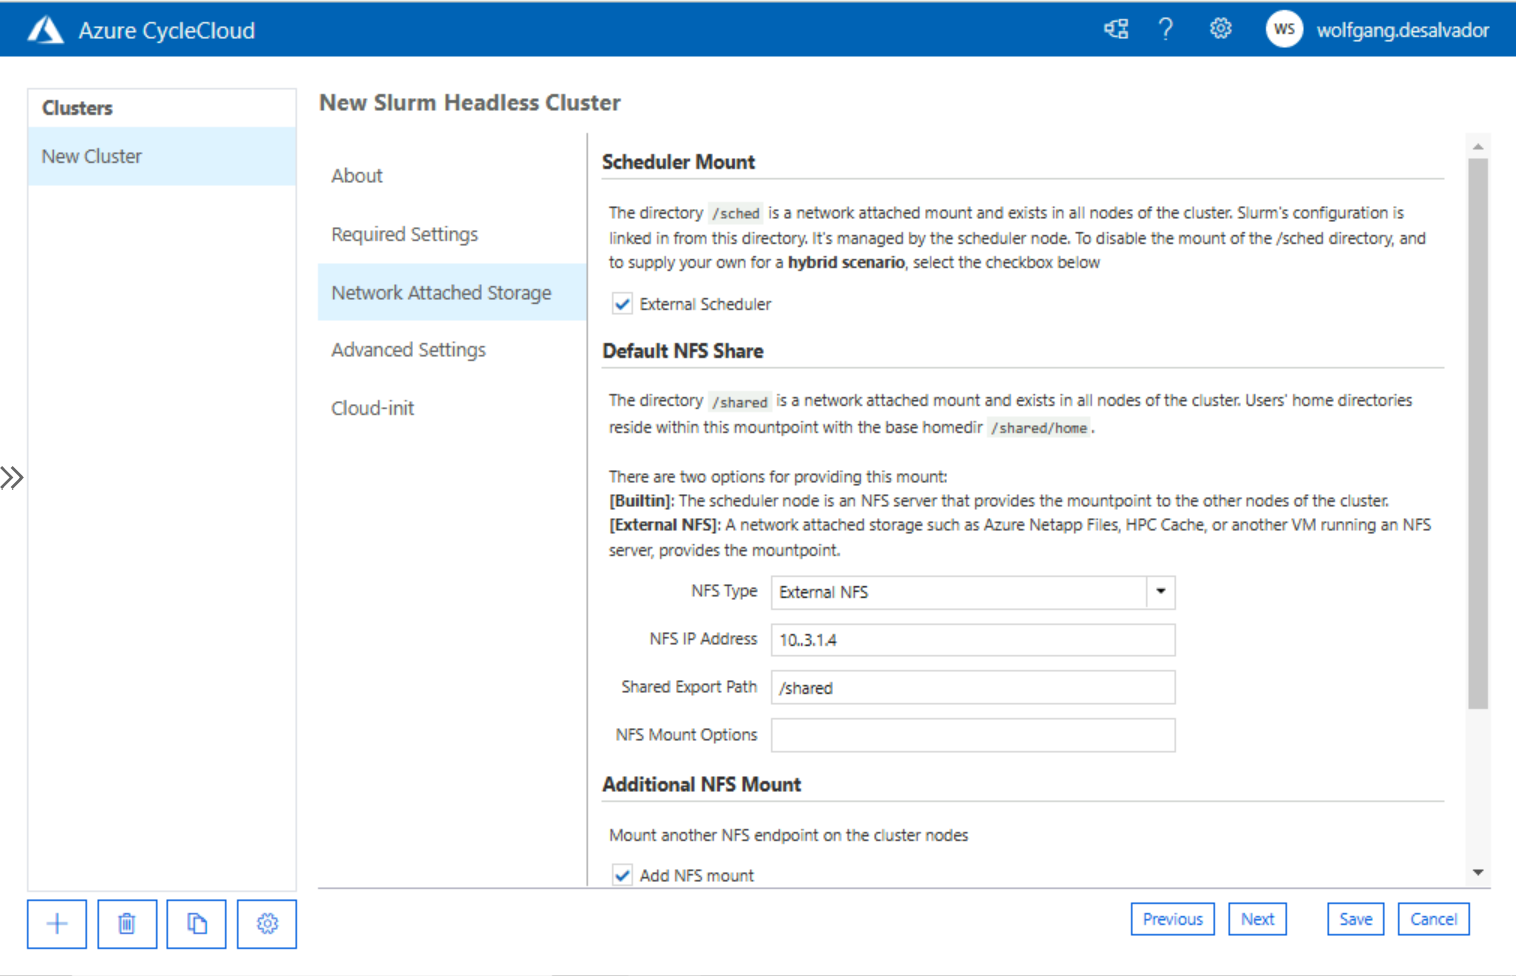 Azure CycleCloud
?
WS
wolfgang.desalvador
Clusters
New Cluster
New Slurm Headless Cluster
About
Required Settings
Network Attached Storage
Advanced Settings
Cloud-init
Scheduler Mount
The directory /sched is a network attached mount and exists in all nodes of the cluster. Slurm's configuration is
linked in from this directory. It's managed by the scheduler node. To disable the mount of the /sched directory, and
to supply your own for a hybrid scenario, select the checkbox below
External Scheduler
Default NFS Share
The directory /shared is a network attached mount and exists in all nodes of the cluster. Users' home directories
reside within this mountpoint with the base homedir /shared/home.
There are two options for providing this mount:
[Builtin]: The scheduler node is an NFS server that provides the mountpoint to the other nodes of the cluster.
[External NFS]: A network attached storage such as Azure Netapp Files, HPC Cache, or another VM running an NFS
server, provides the mountpoint.
NFS Type External NFS
NFS IP Address 10..3.1.4
Shared Export Path /shared
NFS Mount Options
Additional NFS Mount
Mount another NFS endpoint on the cluster nodes
Add NFS mount
Previous Next Save Cancel